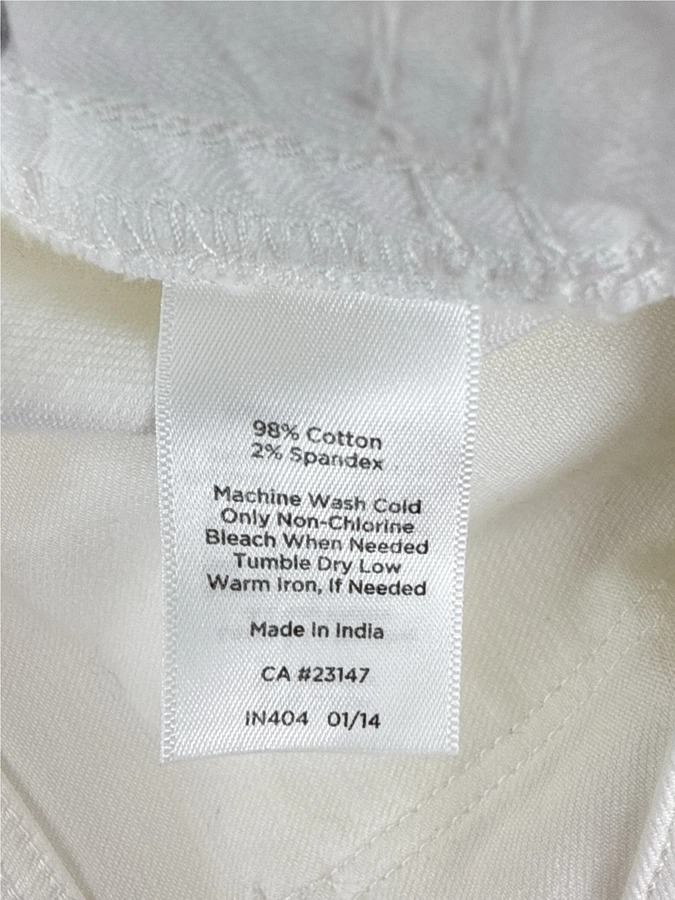 98% Cotton
2% Spandex
Machine Wash Cold
Only Non-Chlorine
Bleach When Needed
Tumble Dry Low
Warm Iron, If Needed
Made In India
CA #23147
IN404 01/14